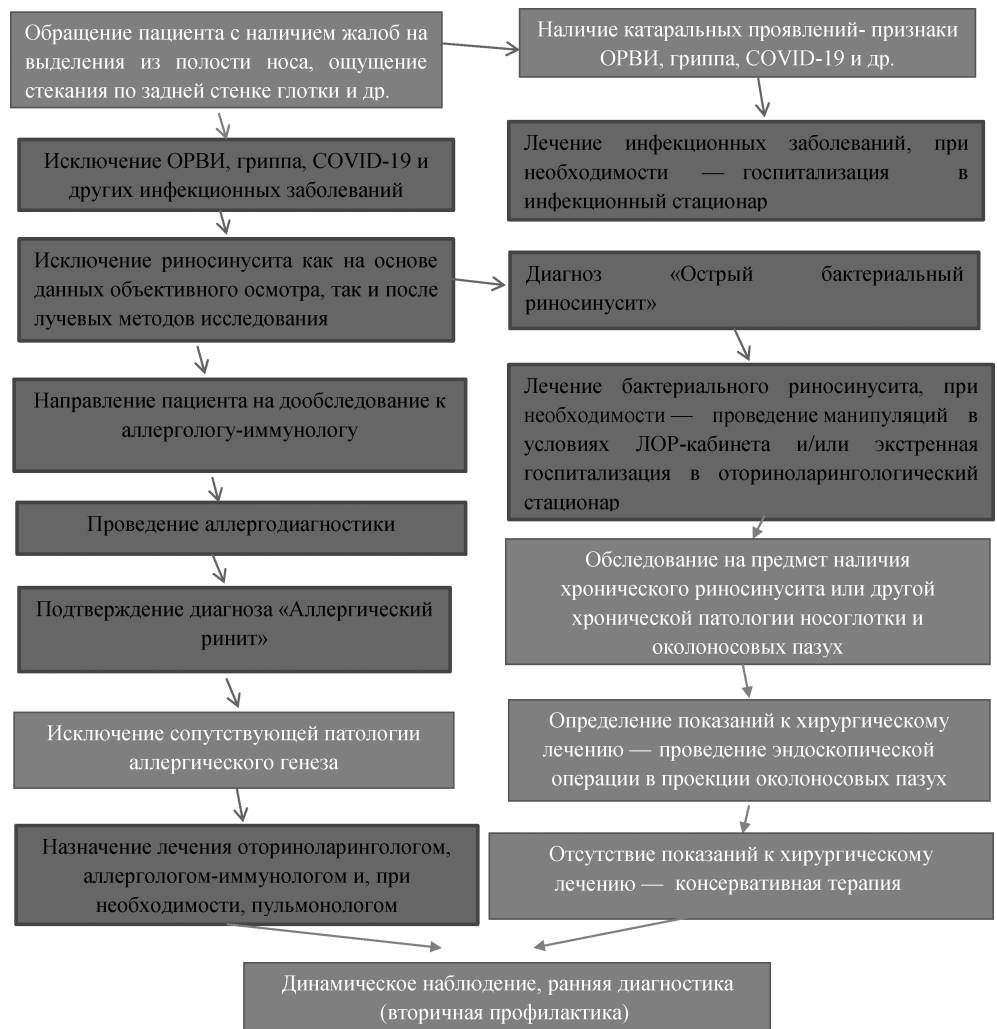 Обращение пациента с наличием жалоб на
выделения из полости носа, ощущение
стекания по задней стенке глотки и др.
Наличие катаральных проявлений- признаки
ОРВИ, гриппа, COVID-19 и др.
Исключение ОРВИ, гриппа, COVID-19 и
других инфекционных заболеваний
Лечение инфекционных заболеваний, при
необходимости — госпитализация в
инфекционный стационар
Исключение риносинусита как на основе
данных объективного осмотра, так и после
лучевых методов исследования
Диагноз «Острый бактериальный
риносинусит»
Направление пациента на дообследование к
аллергологу-иммунологу
Лечение бактериального риносинусита, при
необходимости — проведение манипуляций в
условиях ЛОР-кабинета и/или экстренная
госпитализация в оториноларингологический
стационар
Проведение аллергодиагностики
Обследование на предмет наличия
хронического риносинусита или другой
хронической патологии носоглотки и
околоносовых пазух
Подтверждение диагноза «Аллергический
ринит»
Исключение сопутствующей патологии
аллергического генеза
Определение показаний к хирургическому
лечению — проведение эндоскопической
операции в проекции околоносовых пазух
Назначение лечения оториноларингологом,
аллергологом-иммунологом и, при
необходимости, пульмонологом
Отсутствие показаний к хирургическому
лечению — консервативная терапия
Динамическое наблюдение, ранняя диагностика
(вторичная профилактика)